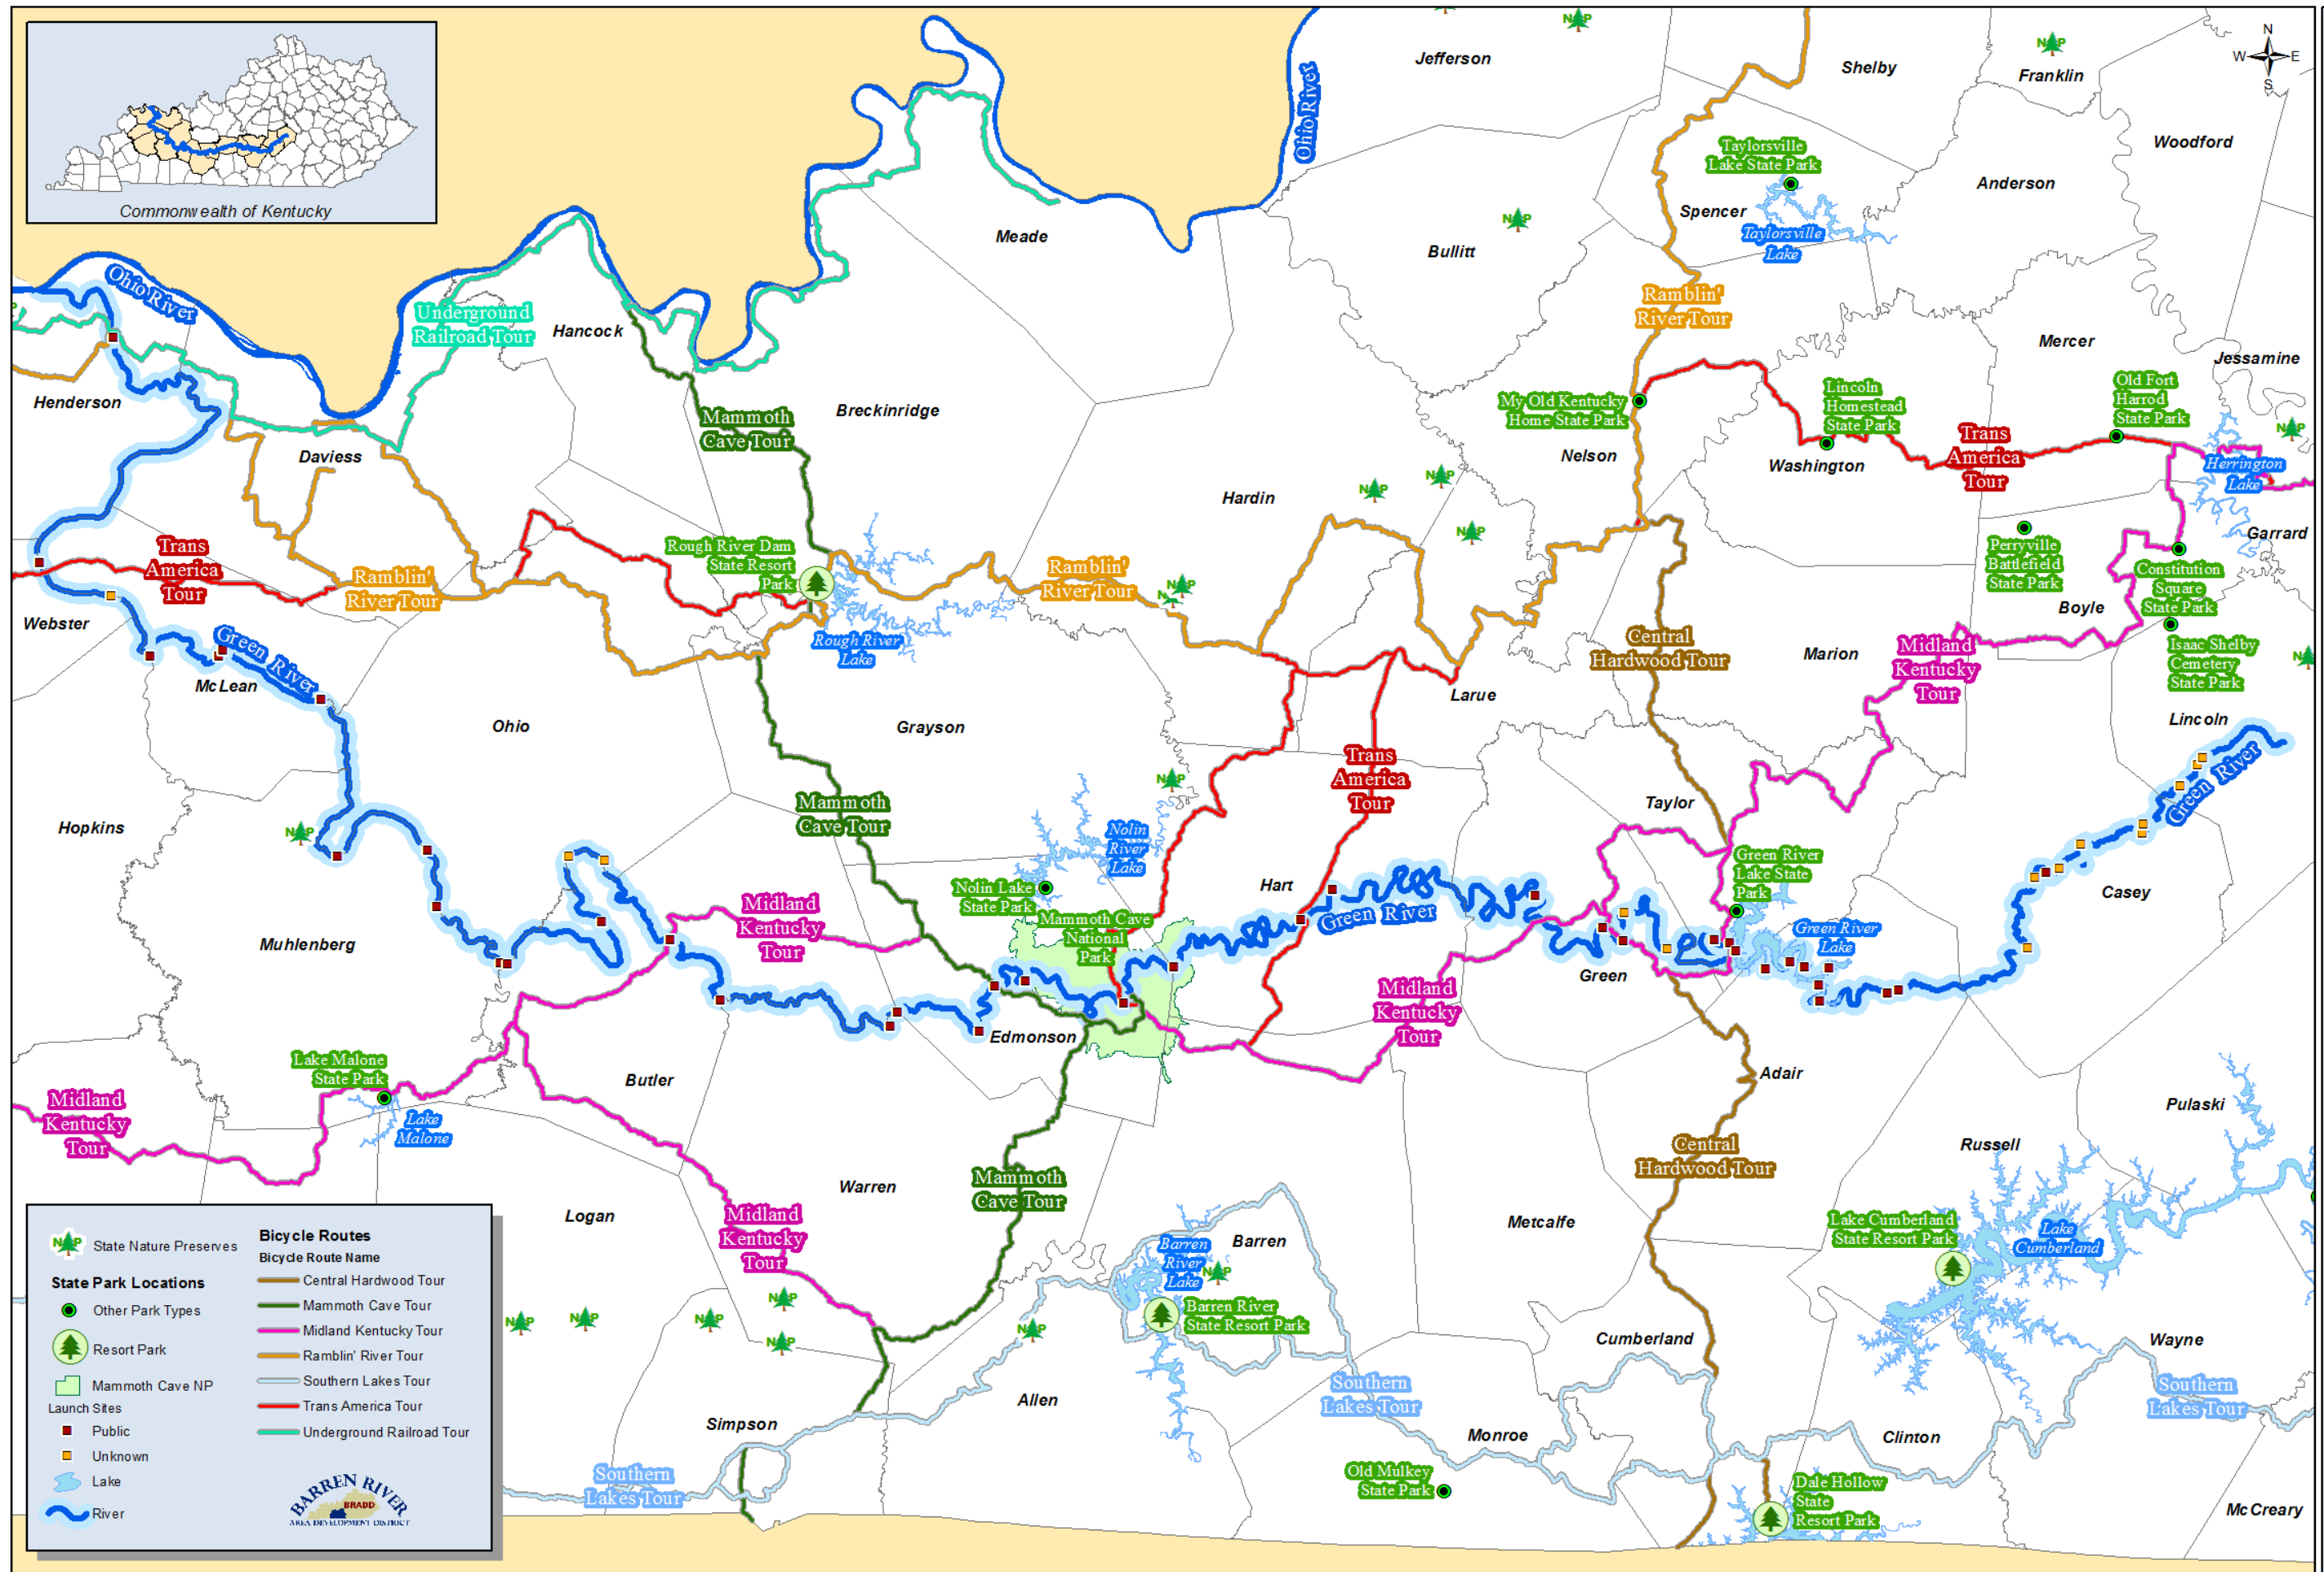 Commonwealth of Kentucky
N
W E
S
NP
Jefferson
Shelby
Franklin
Woodford
Ohio River
Taylorsville
Lake State Park
Anderson
Spencer
Taylorsville
Lake
Meade
Bullitt
Ohio River
Underground
Railroad Tour
Hancock
Ramblin'
River Tour
Mercer
Jessamine
Henderson
Breckinridge
Mammoth
Cave Tour
My Old Kentucky
Home State Park
Lincoln
Homestead
State Park
Old Fort
Harrod
State Park
Daviess
Nelson
Washington
Trans
America
Tour
Herrington
Lake
Hardin
Garrard
Trans
America
Tour
Ramblin'
River Tour
Rough River Dam
State Resort
Park
Ramblin'
River Tour
Perryville
Battlefield
State Park
Constitution
Square
State Park
Boyle
Webster
Green River
Rough River
Lake
Central
Hardwood Tour
Marion
Midland
Kentucky
Tour
Isaac Shelby
Cemetery
State Park
McLean
Larue
Lincoln
Ohio
Grayson
Trans
America
Tour
Green River
Hopkins
Mammoth
Cave Tour
Taylor
Nolin
River
Lake
Green River
Lake State
Park
Nolin Lake
State Park
Hart
Casey
Midland
Kentucky
Tour
Mammoth Cave
National
Park
Green River
Green River
Lake
Muhlenberg
Green
Midland
Kentucky
Tour
Edmonson
Lake Malone
State Park
Butler
Adair
Midland
Kentucky
Tour
Lake
Malone
Pulaski
Russell
Central
Hardwood Tour
Warren
Mammoth
Cave Tour
Logan
Midland
Kentucky
Tour
Metcalfe
Lake Cumberland
State Resort Park
Lake
Cumberland
Barren
River
Lake
Barren
NP
Barren River
State Resort Park
Cumberland
Wayne
Allen
Southern
Lakes Tour
Southern
Lakes Tour
Simpson
Monroe
Clinton
Southern
Lakes Tour
Old Mulkey
State Park
Dale Hollow
State
Resort Park
McCreary
NP State Nature Preserves
State Park Locations
Other Park Types
Resort Park
Mammoth Cave NP
Launch Sites
Public
Unknown
Lake
River
Bicycle Routes
Bicycle Route Name
Central Hardwood Tour
Mammoth Cave Tour
Midland Kentucky Tour
Ramblin' River Tour
Southern Lakes Tour
Trans America Tour
Underground Railroad Tour
BARREN RIVER
BRADD
AREA DEVELOPMENT DISTRICT